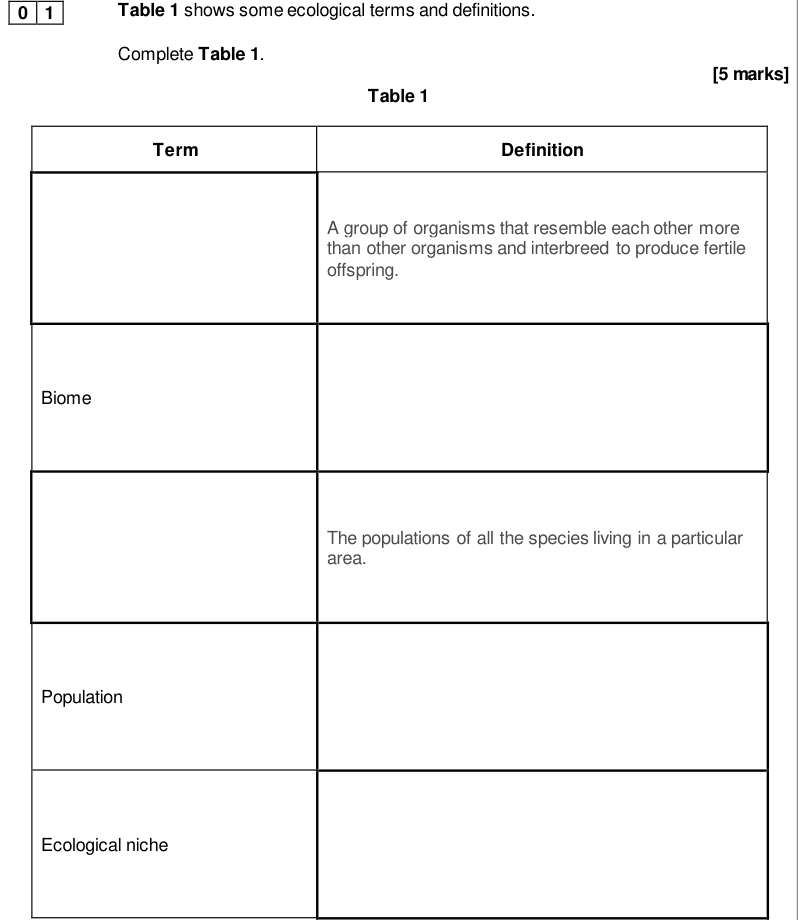 0 1 Table 1 shows some ecological terms and definitions.
Complete Table 1.
[5 marks]
Table 1
Term Definition
A group of organisms that resemble each other more
than other organisms and interbreed to produce fertile
offspring.
Biome
The populations of all the species living in a particular
area.
Population
Ecological niche